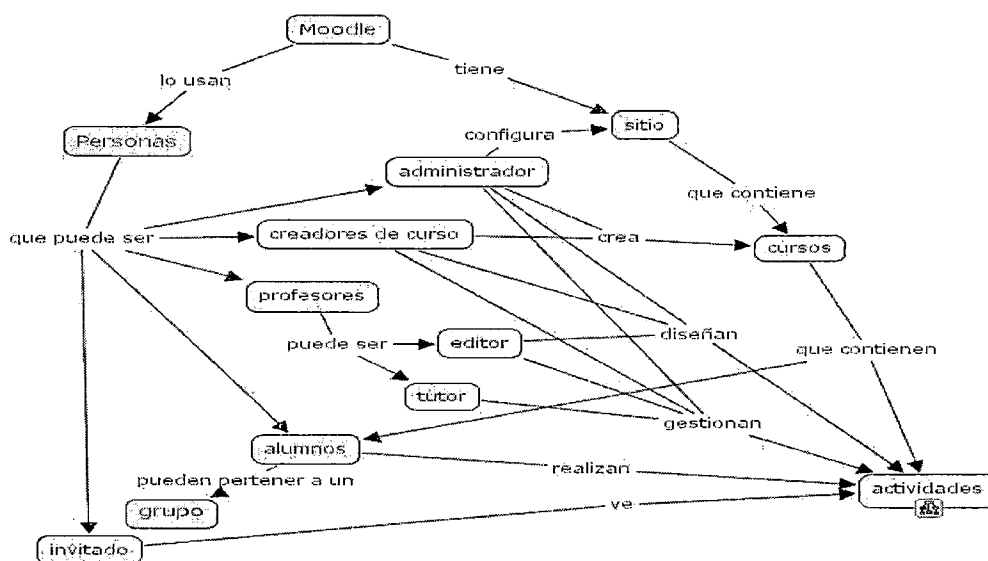 Moodle
lo usan
tiene
Personas
sitio
configura
administrador
que contiene
que puede ser
creadores de curso
crea
cursos
profesores
puede ser
editor
diseñan
que contienen
tutor
gestionan
alumnos
realizan
pueden pertener a un
actividades
grupo
ve
invitado